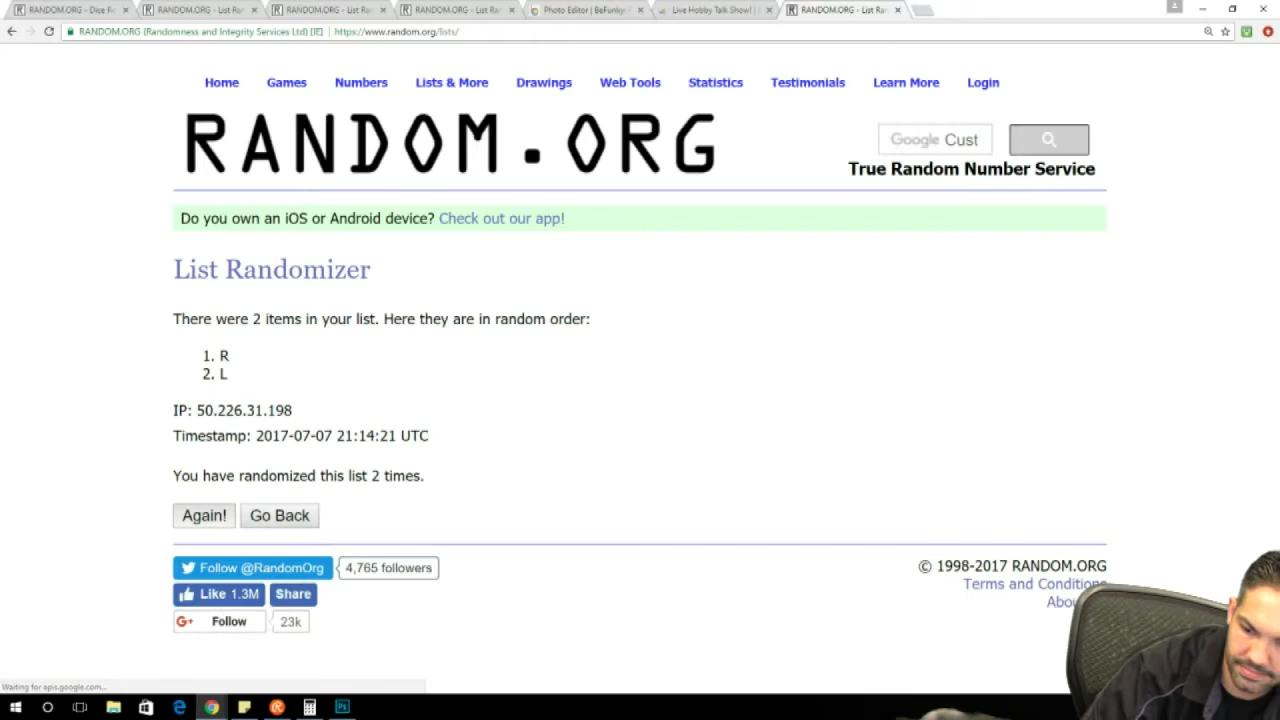 RANDOM.ORG - Dice Ro
RANDOM.ORG - List Ran
RANDOM.ORG - List Ran
RANDOM.ORG - List Ran
Photo Editor | BeFunky
Live Hobby Talk Show! |
RANDOM.ORG - List Ran
RANDOM.ORG (Randomness and Integrity Services Ltd) [IE]
https://www.random.org/lists/
Home Games Numbers Lists & More Drawings Web Tools Statistics Testimonials Learn More Login
RANDOM.ORG
Google Cust
True Random Number Service
Do you own an iOS or Android device? Check out our app!
List Randomizer
There were 2 items in your list. Here they are in random order:
1. R
2. L
IP: 50.226.31.198
Timestamp: 2017-07-07 21:14:21 UTC
You have randomized this list 2 times.
Again! Go Back
Follow @RandomOrg 4,765 followers
Like 1.3M Share
G+ Follow 23k
© 1998-2017 RANDOM.ORG
Terms and Conditions
Abou
Waiting for apis.google.com...
Ps